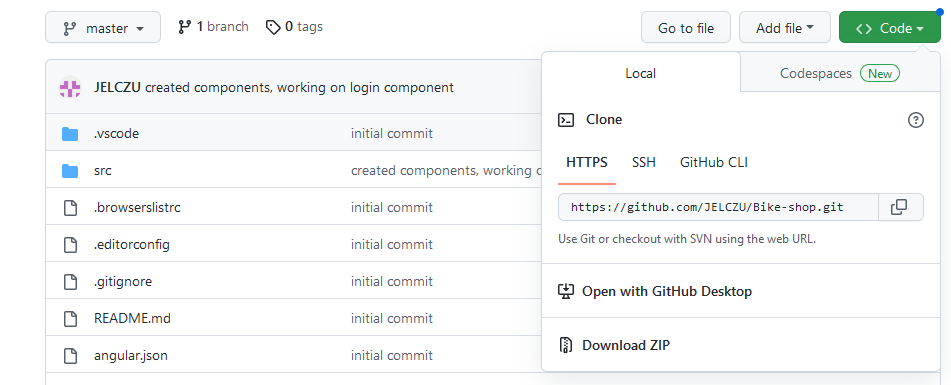 master
1 branch
0 tags
Go to file
Add file
Code
JELCZU created components, working on login component
.vscode
initial commit
src
created components, working
.browserslistrc
initial commit
.editorconfig
initial commit
.gitignore
initial commit
README.md
initial commit
angular.json
initial commit
Local
Codespaces New
Clone
HTTPS SSH GitHub CLI
https://github.com/JELCZU/Bike-shop.git
Use Git or checkout with SVN using the web URL.
Open with GitHub Desktop
Download ZIP